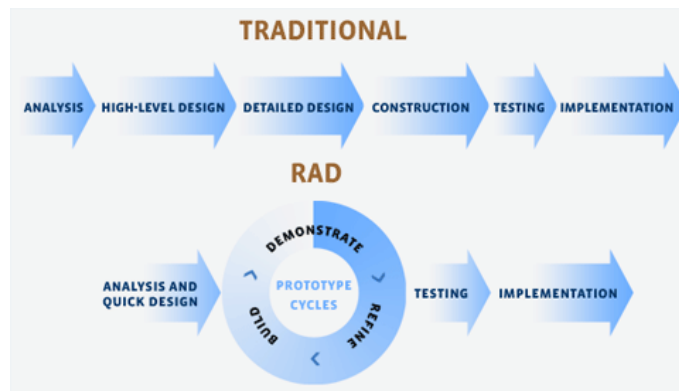 TRADITIONAL
ANALYSIS
HIGH-LEVEL DESIGN
DETAILED DESIGN
CONSTRUCTION
TESTING
IMPLEMENTATION
RAD
ANALYSIS AND
QUICK DESIGN
DEMONSTRATE
REFINE
BUILD
PROTOTYPE
CYCLES
TESTING
IMPLEMENTATION